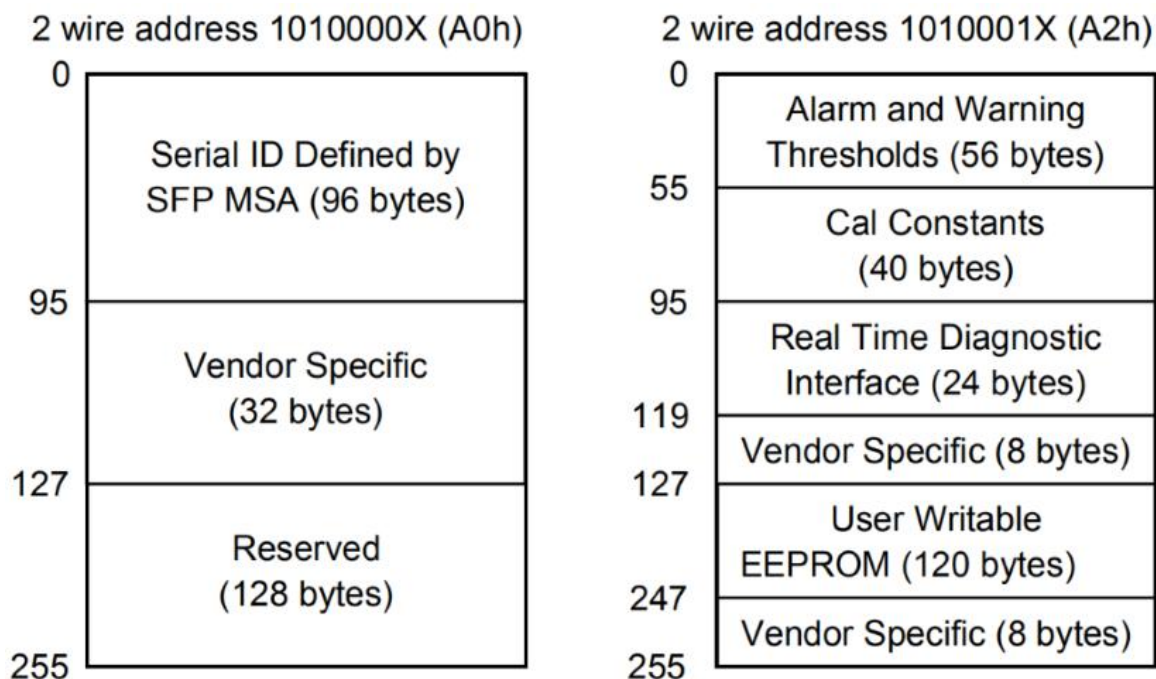 2 wire address 1010000X (A0h)
0
Serial ID Defined by
SFP MSA (96 bytes)
95
Vendor Specific
(32 bytes)
127
Reserved
(128 bytes)
255
2 wire address 1010001X (A2h)
0
Alarm and Warning
Thresholds (56 bytes)
55
Cal Constants
(40 bytes)
95
Real Time Diagnostic
Interface (24 bytes)
119
Vendor Specific (8 bytes)
127
User Writable
EEPROM (120 bytes)
247
Vendor Specific (8 bytes)
255